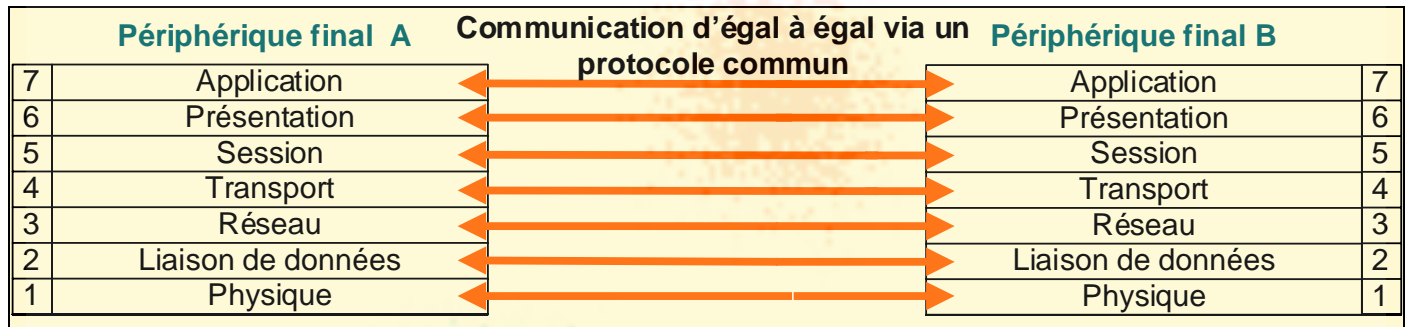 Périphérique final A
Communication d'égal à égal via un
protocole commun
Périphérique final B
7 Application
6 Présentation
5 Session
4 Transport
3 Réseau
2 Liaison de données
1 Physique
Application 7
Présentation 6
Session 5
Transport 4
Réseau 3
Liaison de données 2
Physique 1